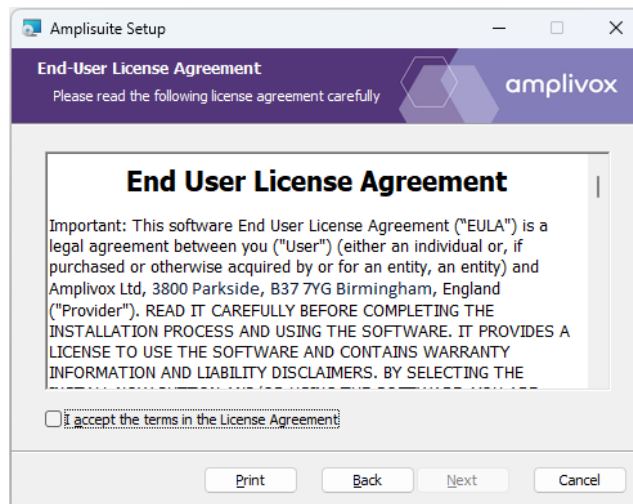 Amplisuite Setup
End-User License Agreement
Please read the following license agreement carefully
amplivox
End User License Agreement
Important: This software End User License Agreement ("EULA") is a
legal agreement between you ("User") (either an individual or, if
purchased or otherwise acquired by or for an entity, an entity) and
Amplivox Ltd, 3800 Parkside, B37 7YG Birmingham, England
("Provider"). READ IT CAREFULLY BEFORE COMPLETING THE
INSTALLATION PROCESS AND USING THE SOFTWARE. IT PROVIDES A
LICENSE TO USE THE SOFTWARE AND CONTAINS WARRANTY
INFORMATION AND LIABILITY DISCLAIMERS. BY SELECTING THE
I accept the terms in the License Agreement
Print
Back
Next
Cancel